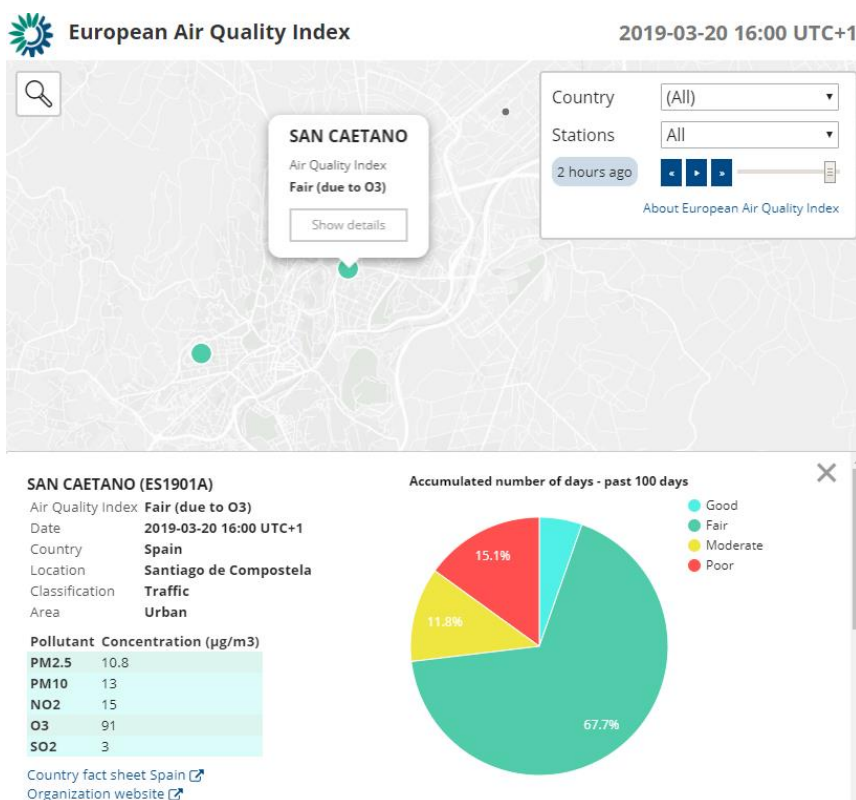 European Air Quality Index
2019-03-20 16:00 UTC+1
Country (All)
Stations All
2 hours ago
About European Air Quality Index
SAN CAETANO
Air Quality Index
Fair (due to O3)
Show details
SAN CAETANO (ES1901A)
Air Quality Index Fair (due to O3)
Date 2019-03-20 16:00 UTC+1
Country Spain
Location Santiago de Compostela
Classification Traffic
Area Urban
Pollutant Concentration (µg/m3)
PM2.5 10.8
PM10 13
NO2 15
O3 91
SO2 3
Country fact sheet Spain
Organization website
Accumulated number of days - past 100 days
Good
Fair
Moderate
Poor
15.1%
11.8%
67.7%